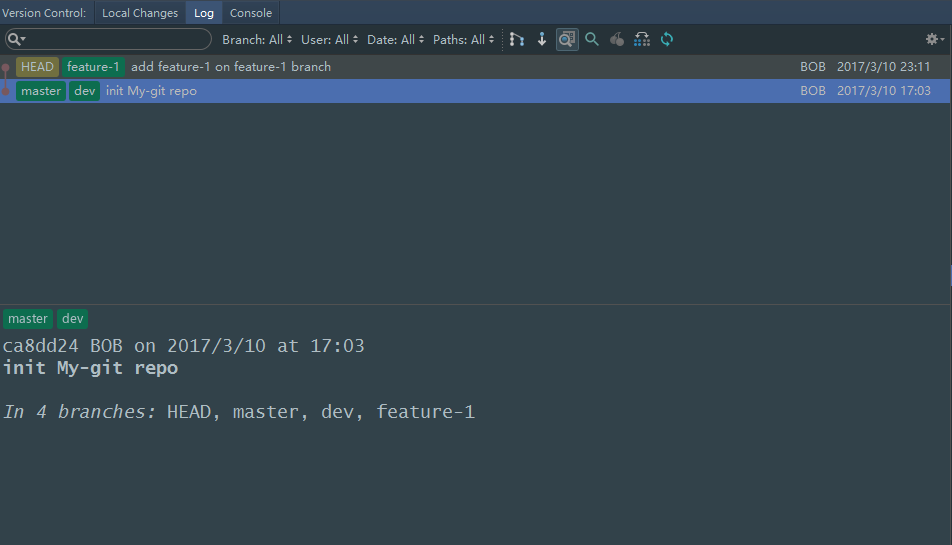 Version Control: Local Changes Log Console
Branch: All User: All Date: All Paths: All
HEAD feature-1 add feature-1 on feature-1 branch BOB 2017/3/10 23:11
master dev init My-git repo BOB 2017/3/10 17:03
master dev
ca8dd24 BOB on 2017/3/10 at 17:03
init My-git repo
In 4 branches: HEAD, master, dev, feature-1